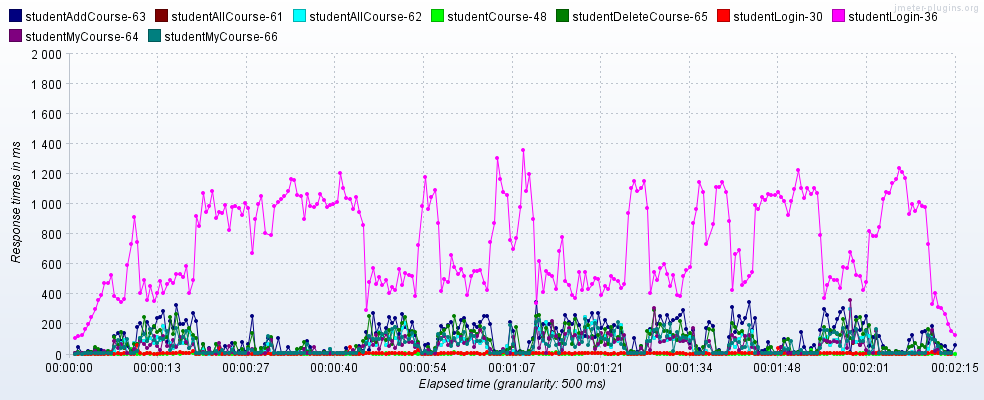 jmeter-plugins.org
studentAddCourse-63 studentAllCourse-61 studentAllCourse-62 studentCourse-48 studentDeleteCourse-65 studentLogin-30 studentLogin-36
studentMyCourse-64 studentMyCourse-66
2 000
1 800
1 600
1 400
1 200
1 000
800
600
400
200
0
Response times in ms
00:00:00 00:00:13 00:00:27 00:00:40 00:00:54 00:01:07 00:01:21 00:01:34 00:01:48 00:02:01 00:02:15
Elapsed time (granularity: 500 ms)